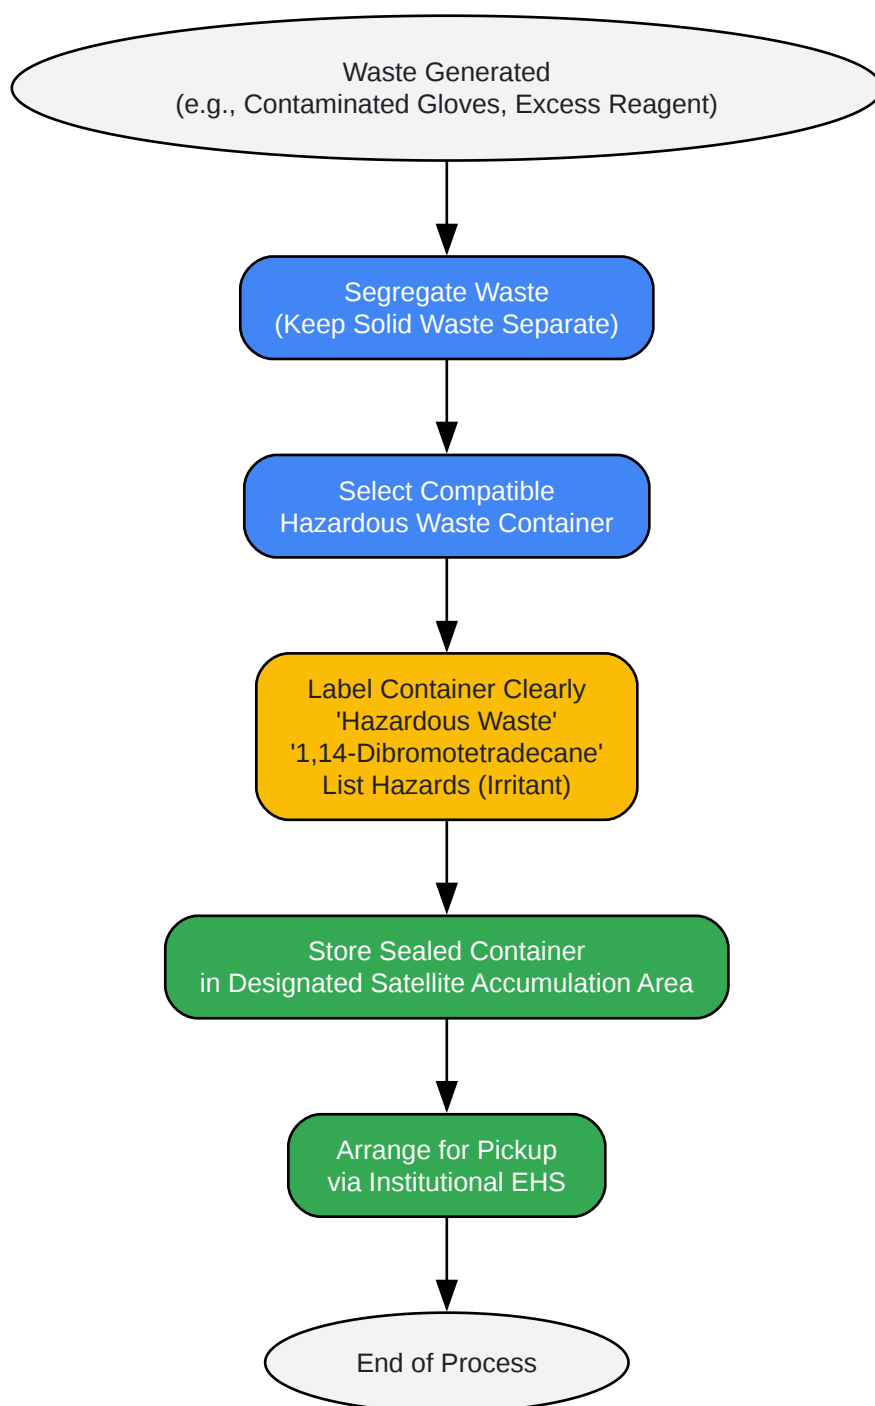 Waste Generated
(e.g., Contaminated Gloves, Excess Reagent)
Segregate Waste
(Keep Solid Waste Separate)
Select Compatible
Hazardous Waste Container
Label Container Clearly
'Hazardous Waste'
'1,14-Dibromotetradecane'
List Hazards (Irritant)
Store Sealed Container
in Designated Satellite Accumulation Area
Arrange for Pickup
via Institutional EHS
End of Process